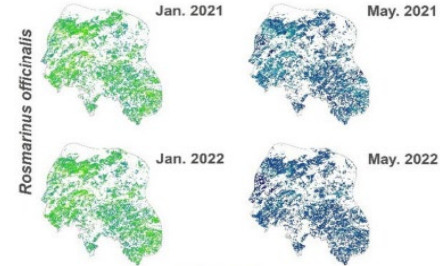 Rosmarinus officinalis
Jan. 2021
May. 2021
Jan. 2022
May. 2022